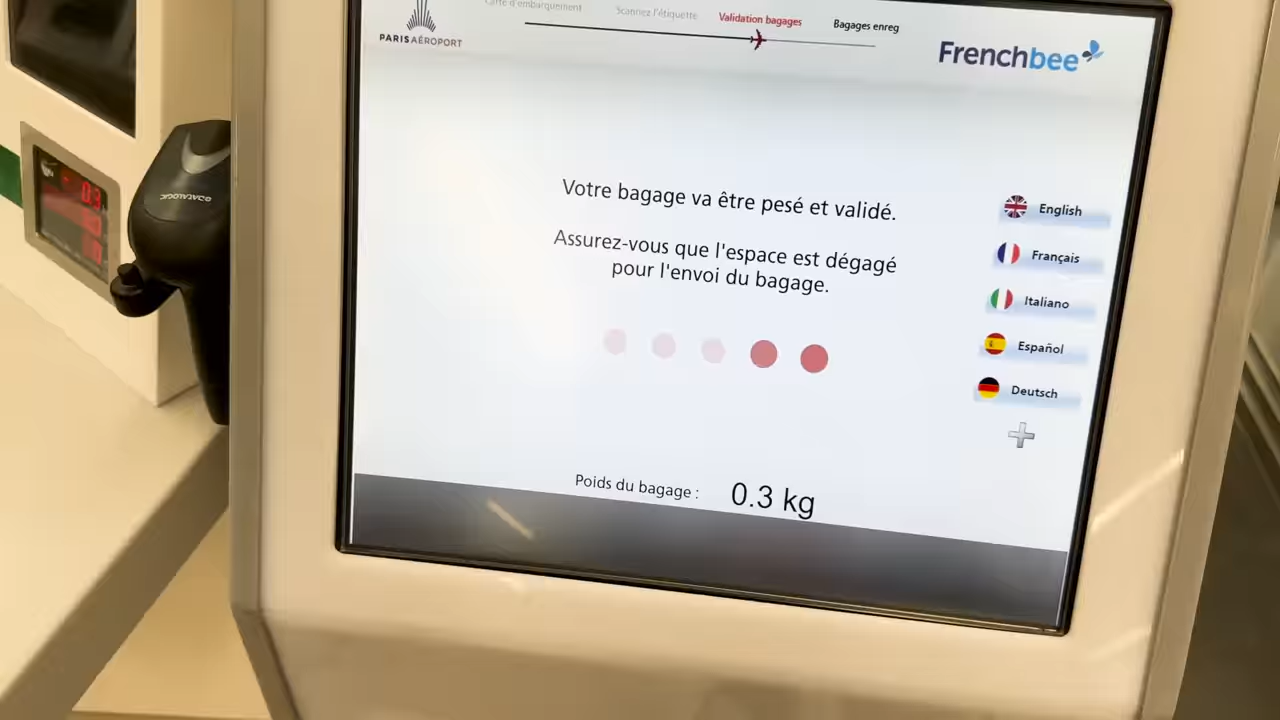 Carte d'embarquement
Scannez l'étiquette
Validation bagages
Bagages enreg
PARIS AÉROPORT
Frenchbee
Votre bagage va être pesé et validé.
Assurez-vous que l'espace est dégagé
pour l'envoi du bagage.
English
Français
Italiano
Español
Deutsch
Poids du bagage :
0.3 kg
DATALOGIC